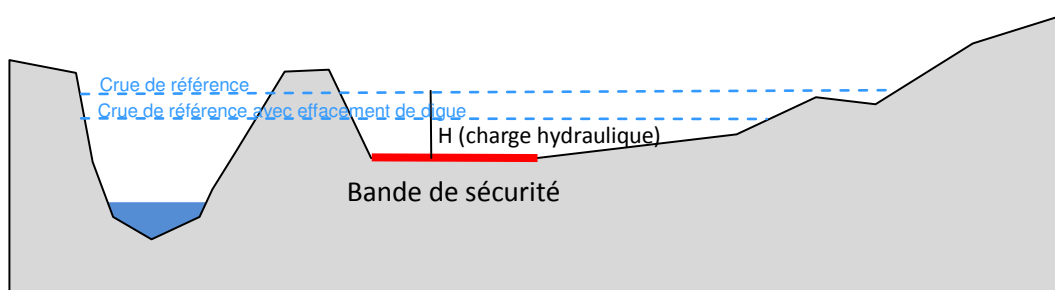 Crue de référence
Crue de référence avec effacement de digue
H (charge hydraulique)
Bande de sécurité